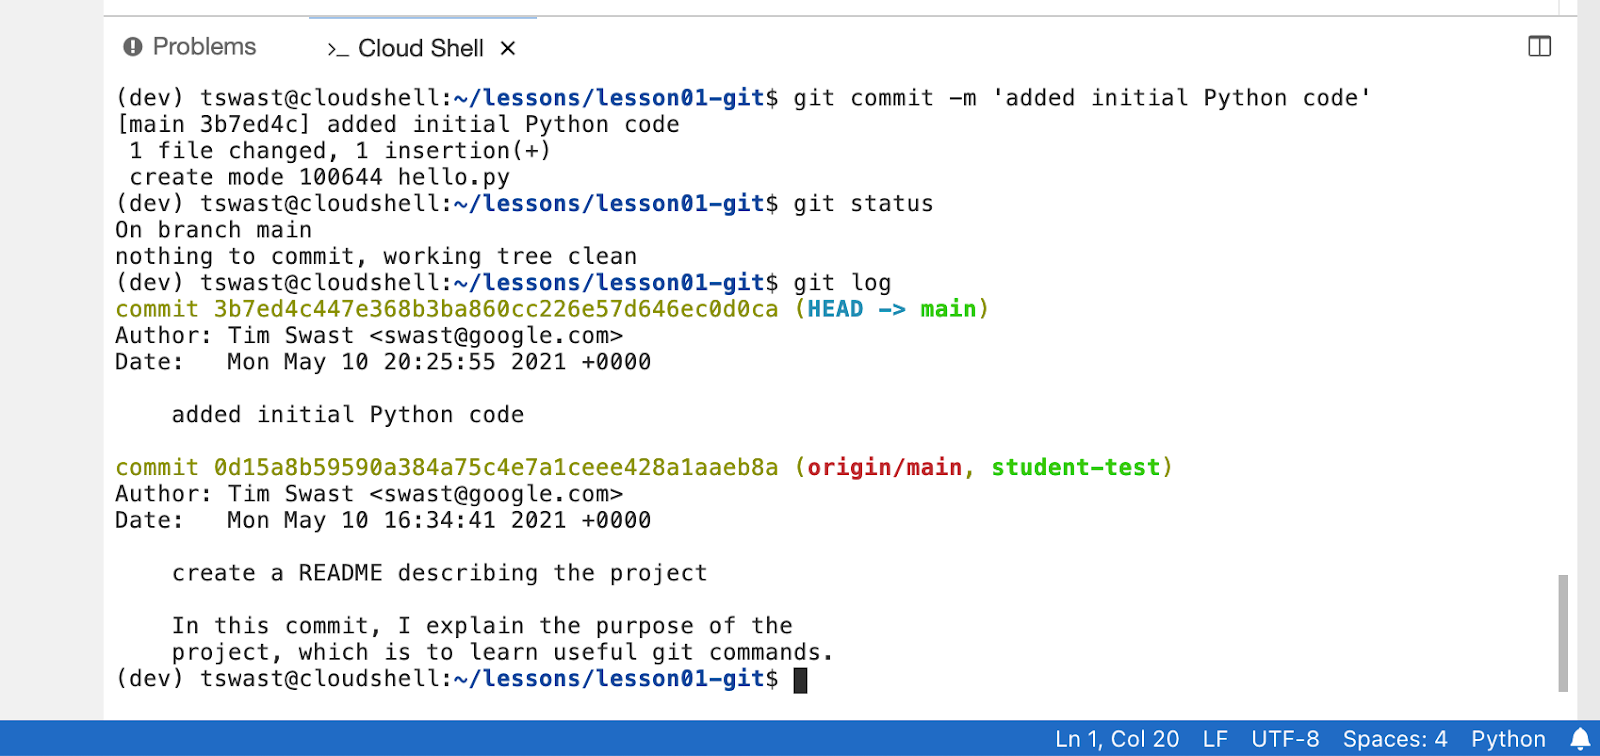 Problems
>_ Cloud Shell ×
(dev) tswast@cloudshell:~/lessons/lesson01-git$ git commit -m 'added initial Python code'
[main 3b7ed4c] added initial Python code
 1 file changed, 1 insertion(+)
 create mode 100644 hello.py
(dev) tswast@cloudshell:~/lessons/lesson01-git$ git status
On branch main
nothing to commit, working tree clean
(dev) tswast@cloudshell:~/lessons/lesson01-git$ git log
commit 3b7ed4c447e368b3ba860cc226e57d646ec0d0ca (HEAD -> main)
Author: Tim Swast <swast@google.com>
Date:   Mon May 10 20:25:55 2021 +0000
    added initial Python code
commit 0d15a8b59590a384a75c4e7a1ceee428a1aaeb8a (origin/main, student-test)
Author: Tim Swast <swast@google.com>
Date:   Mon May 10 16:34:41 2021 +0000
    create a README describing the project
    In this commit, I explain the purpose of the
    project, which is to learn useful git commands.
(dev) tswast@cloudshell:~/lessons/lesson01-git$
Ln 1, Col 20 LF UTF-8 Spaces: 4 Python